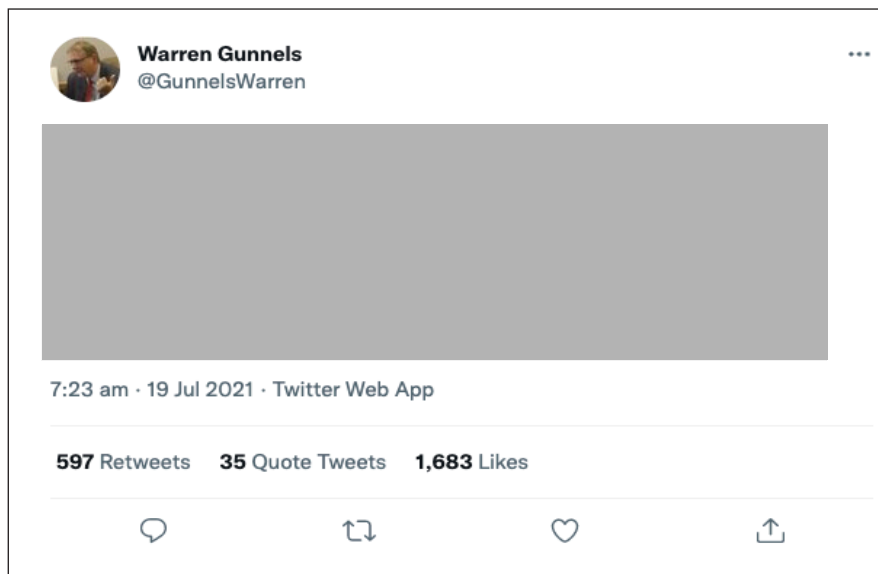 Warren Gunnels
@GunnelsWarren
7:23 am · 19 Jul 2021 · Twitter Web App
597 Retweets 35 Quote Tweets 1,683 Likes